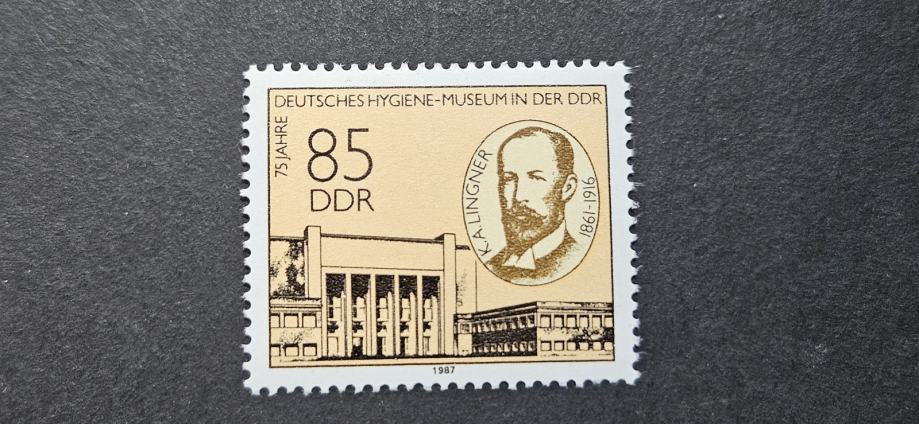 DEUTSCHES HYGIENE-MUSEUM IN DER DDR
75 JAHRE
85
DDR
K.A.LINGNER
1861-1916
1987